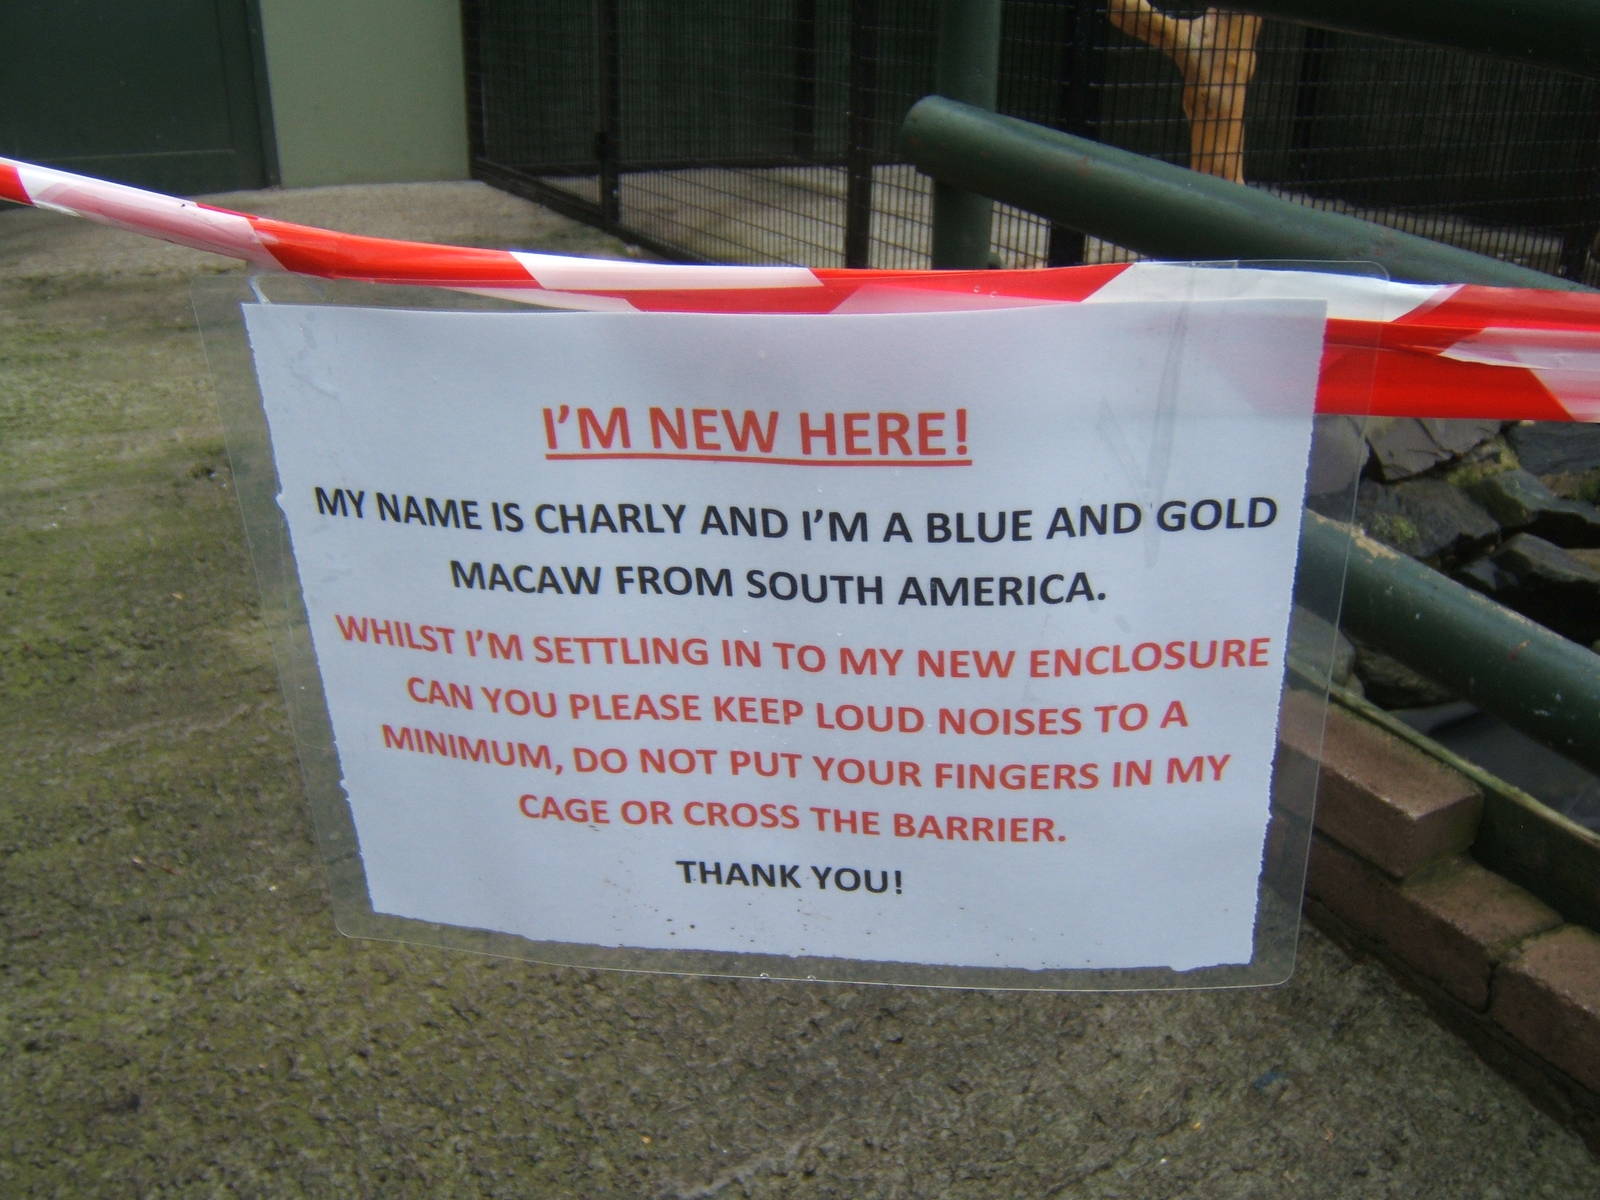 I'M NEW HERE!
MY NAME IS CHARLY AND I'M A BLUE AND GOLD
MACAW FROM SOUTH AMERICA.
WHILST I'M SETTLING IN TO MY NEW ENCLOSURE
CAN YOU PLEASE KEEP LOUD NOISES TO A
MINIMUM, DO NOT PUT YOUR FINGERS IN MY
CAGE OR CROSS THE BARRIER.
THANK YOU!